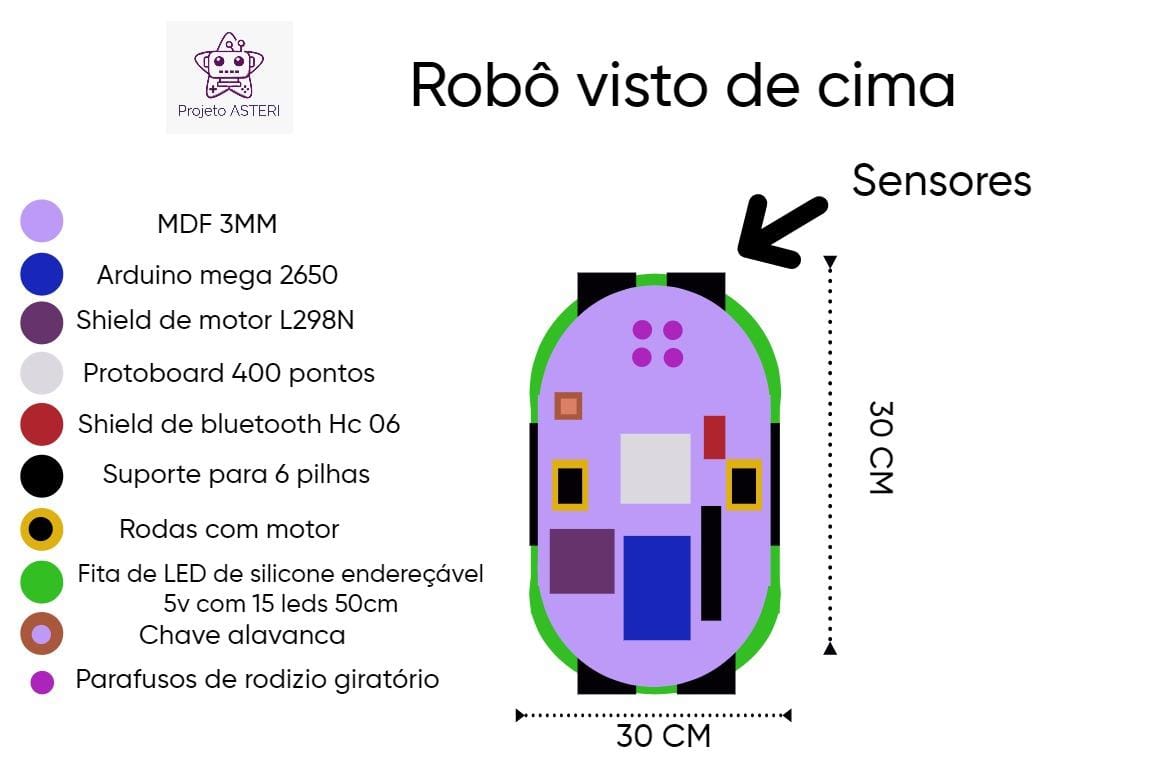 Projeto ASTERI
Robô visto de cima
Sensores
MDF 3MM
Arduino mega 2650
Shield de motor L298N
Protoboard 400 pontos
Shield de bluetooth Hc 06
Suporte para 6 pilhas
Rodas com motor
Fita de LED de silicone endereçável
5v com 15 leds 50cm
Chave alavanca
Parafusos de rodizio giratório
30 CM
30 CM